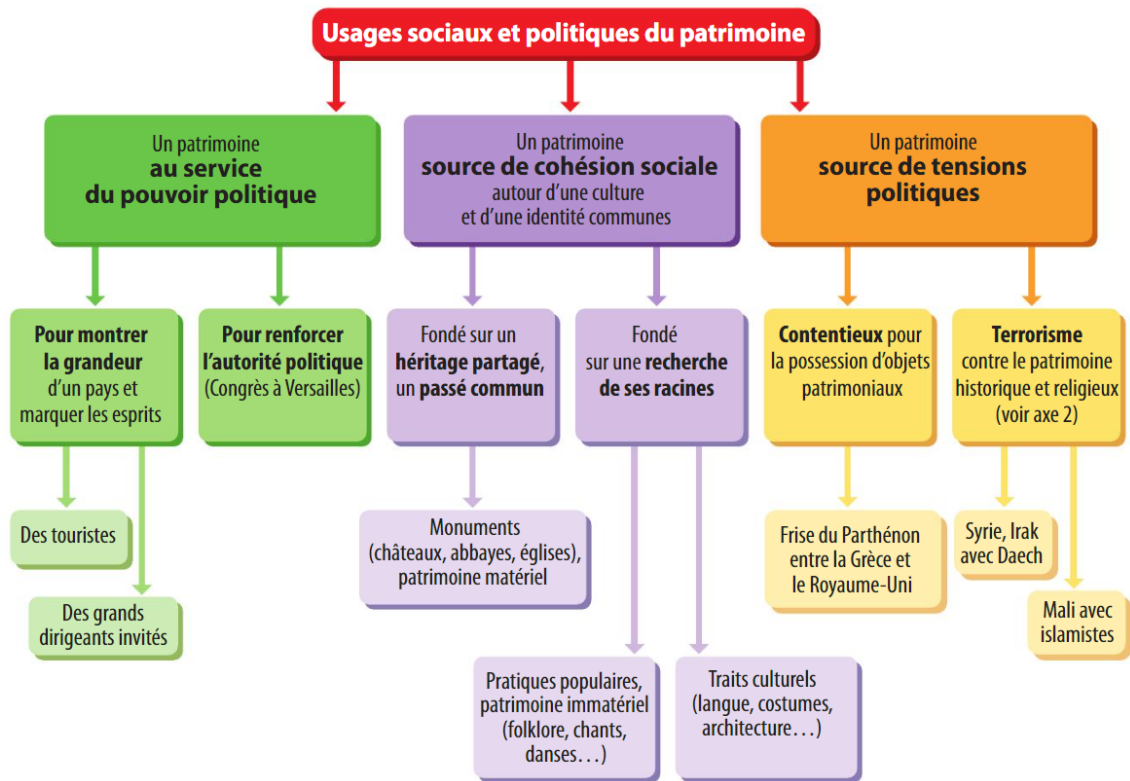 Usages sociaux et politiques du patrimoine
Un patrimoine
au service
du pouvoir politique
Un patrimoine
source de cohésion sociale
autour d'une culture
et d'une identité communes
Un patrimoine
source de tensions
politiques
Pour montrer
la grandeur
d'un pays et
marquer les esprits
Pour renforcer
l'autorité politique
(Congrès à Versailles)
Fondé sur un
héritage partagé,
un passé commun
Fondé
sur une recherche
de ses racines
Contentieux pour
la possession d'objets
patrimoniaux
Terrorisme
contre le patrimoine
historique et religieux
(voir axe 2)
Des touristes
Des grands
dirigeants invités
Monuments
(châteaux, abbayes, églises),
patrimoine matériel
Pratiques populaires,
patrimoine immatériel
(folklore, chants,
danses…)
Traits culturels
(langue, costumes,
architecture…)
Frise du Parthénon
entre la Grèce et
le Royaume-Uni
Syrie, Irak
avec Daech
Mali avec
islamistes